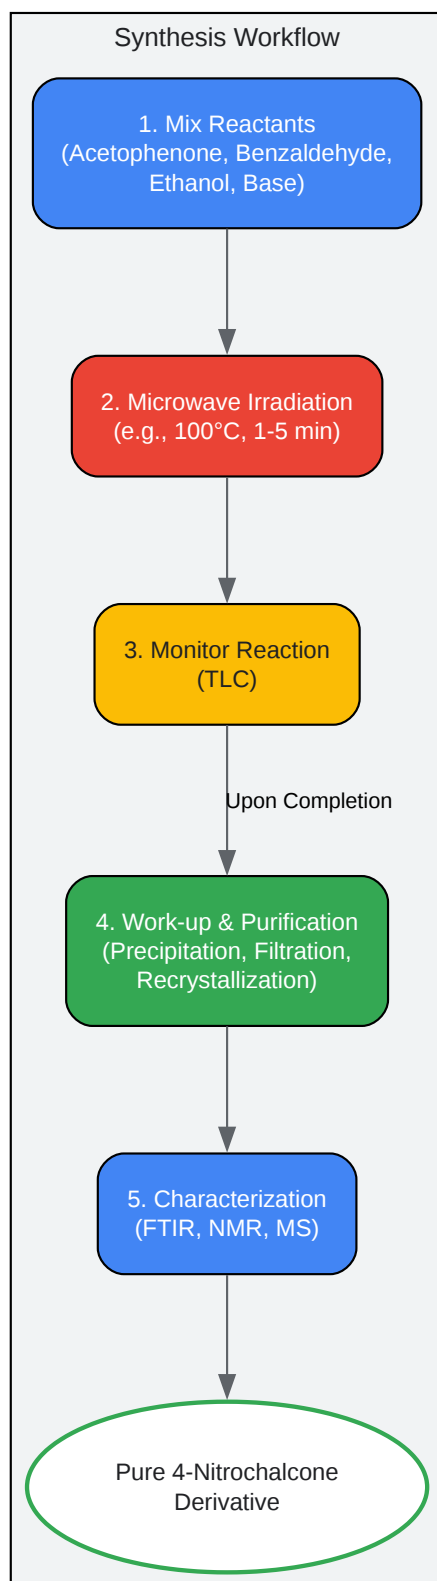 Synthesis Workflow
1. Mix Reactants
(Acetophenone, Benzaldehyde,
Ethanol, Base)
2. Microwave Irradiation
(e.g., 100°C, 1-5 min)
3. Monitor Reaction
(TLC)
Upon Completion
4. Work-up & Purification
(Precipitation, Filtration,
Recrystallization)
5. Characterization
(FTIR, NMR, MS)
Pure 4-Nitrochalcone
Derivative